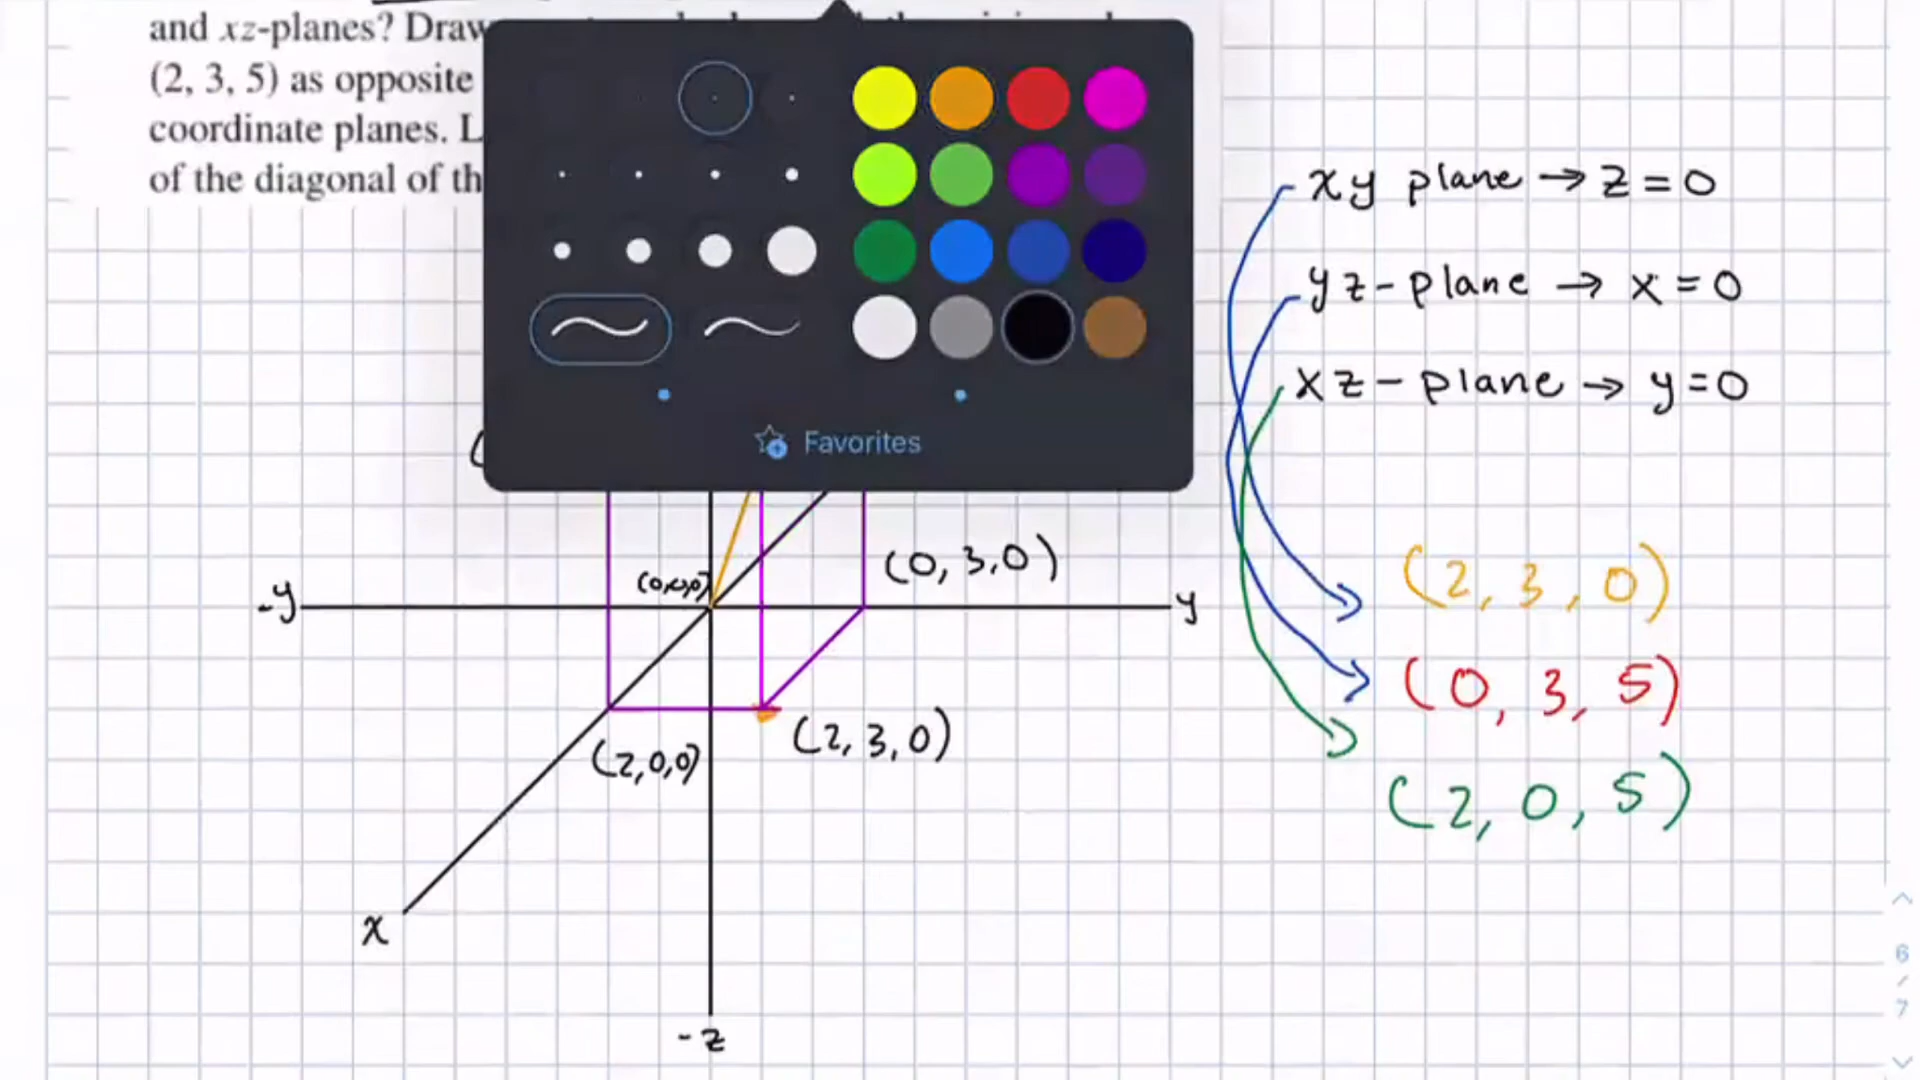 and xz-planes? Draw
(2, 3, 5) as opposite
coordinate planes. L
of the diagonal of th
Favorites
xy plane → z = 0
yz-plane → x = 0
xz-plane → y=0
(
(0, 3, 0)
(0,0,0)
-y
y
(2, 3, 0)
(2,0,0)
x
-z
(2, 3, 0)
(0, 3, 5)
(2, 0, 5)
6
/
7